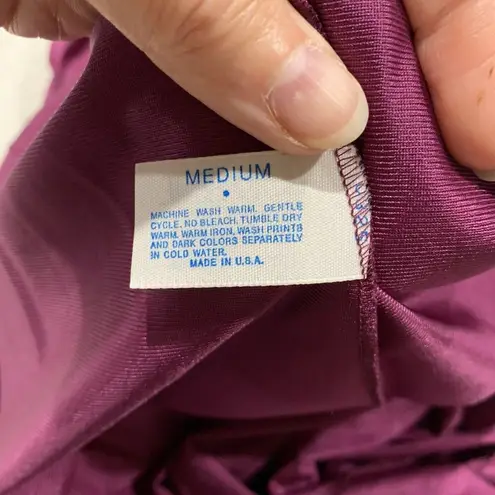 MEDIUM
MACHINE WASH WARM, GENTLE
CYCLE, NO BLEACH, TUMBLE DRY
WARM. WARM IRON. WASH PRINTS
AND DARK COLORS SEPARATELY
IN COLD WATER.
MADE IN U.S.A.